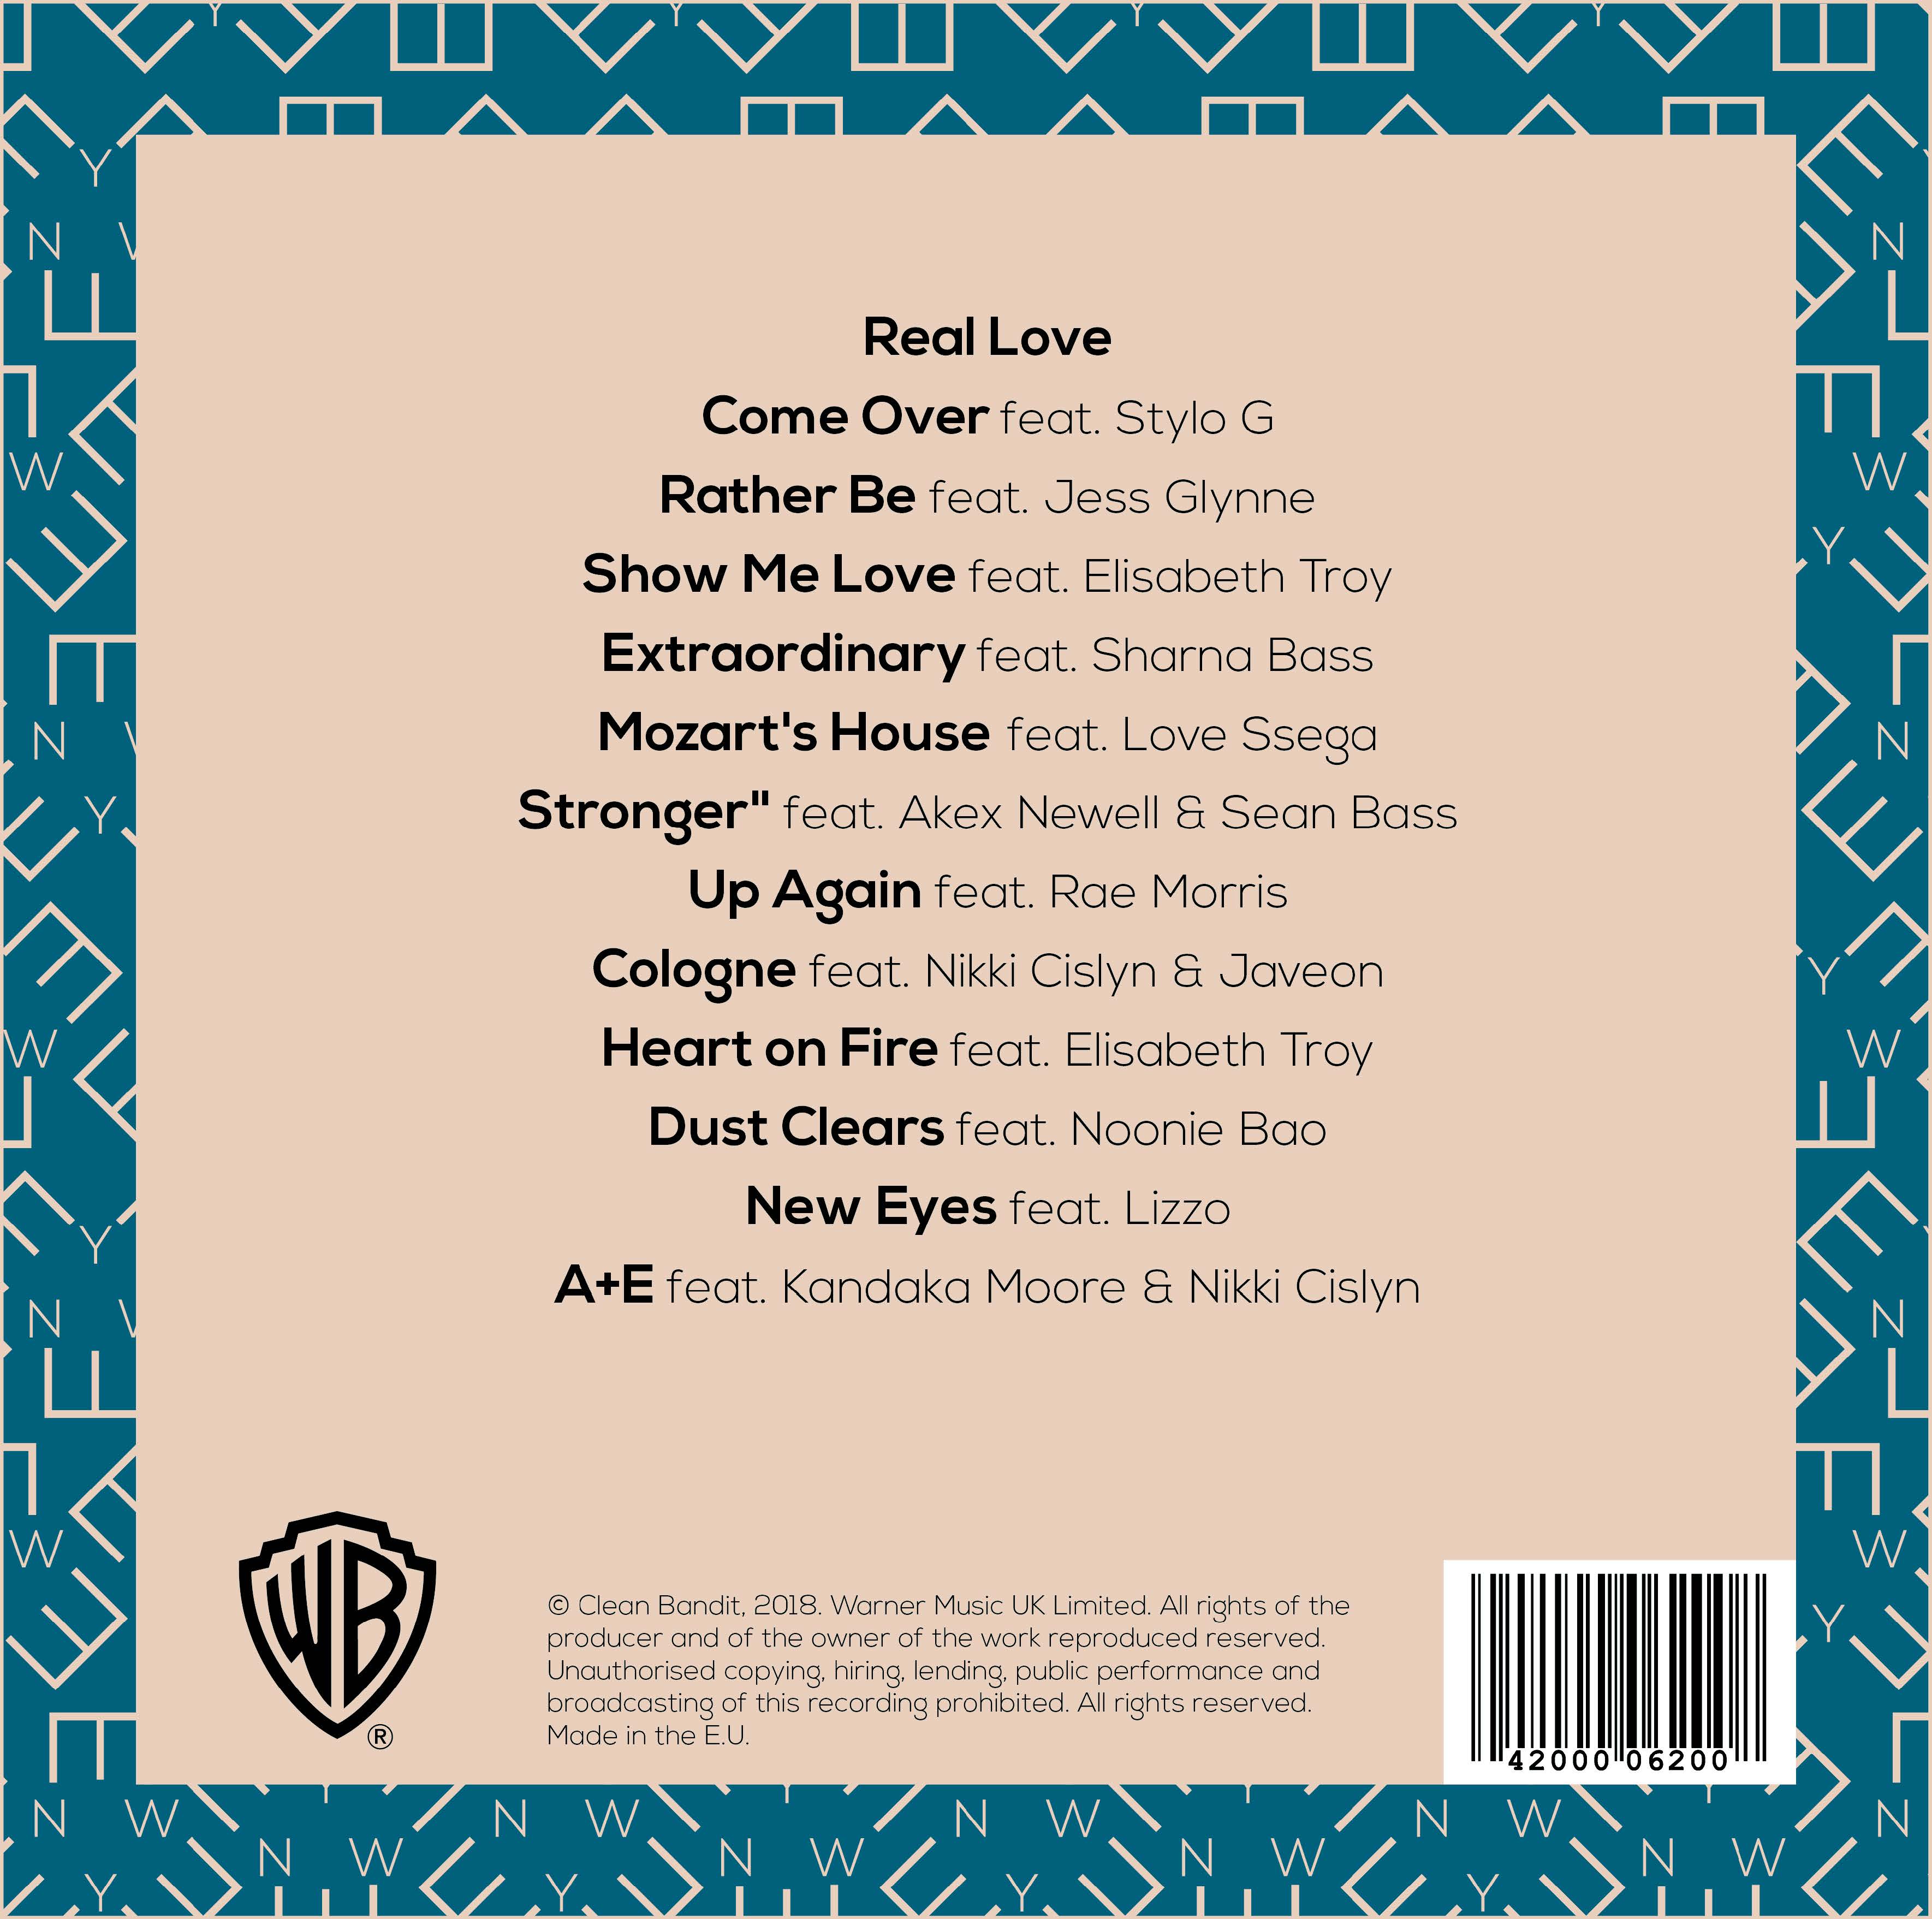 Real Love
Come Over feat. Stylo G
Rather Be feat. Jess Glynne
Show Me Love feat. Elisabeth Troy
Extraordinary feat. Sharna Bass
Mozart's House feat. Love Ssega
Stronger" feat. Akex Newell & Sean Bass
Up Again feat. Rae Morris
Cologne feat. Nikki Cislyn & Javeon
Heart on Fire feat. Elisabeth Troy
Dust Clears feat. Noonie Bao
New Eyes feat. Lizzo
A+E feat. Kandaka Moore & Nikki Cislyn
WB
®
© Clean Bandit, 2018. Warner Music UK Limited. All rights of the
producer and of the owner of the work reproduced reserved.
Unauthorised copying, hiring, lending, public performance and
broadcasting of this recording prohibited. All rights reserved.
Made in the E.U.
42000 06200